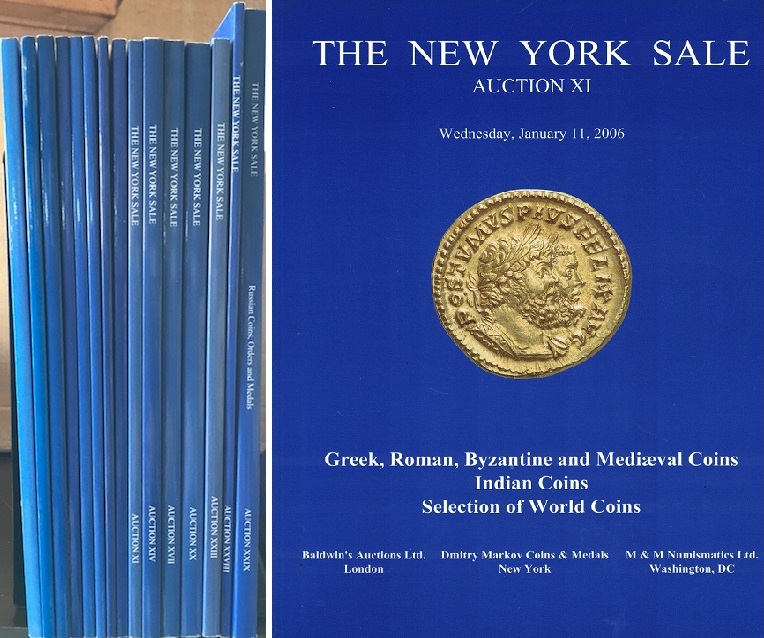 THE NEW YORK SALE
AUCTION XI
THE NEW YORK SALE
AUCTION XIV
THE NEW YORK SALE
AUCTION XVII
THE NEW YORK SALE
AUCTION XX
THE NEW YORK SALE
AUCTION XXIII
THE NEW YORK SALE
AUCTION XXVIII
THE NEW YORK SALE
Russian Coins, Orders and Medals
AUCTION XXIX
THE NEW YORK SALE
AUCTION XI
Wednesday, January 11, 2006
POSTVMVS PIVS FELIX AVG
Greek, Roman, Byzantine and Mediæval Coins
Indian Coins
Selection of World Coins
Baldwin's Auctions Ltd.
London
Dmitry Markov Coins & Medals
New York
M & M Numismatics Ltd.
Washington, DC